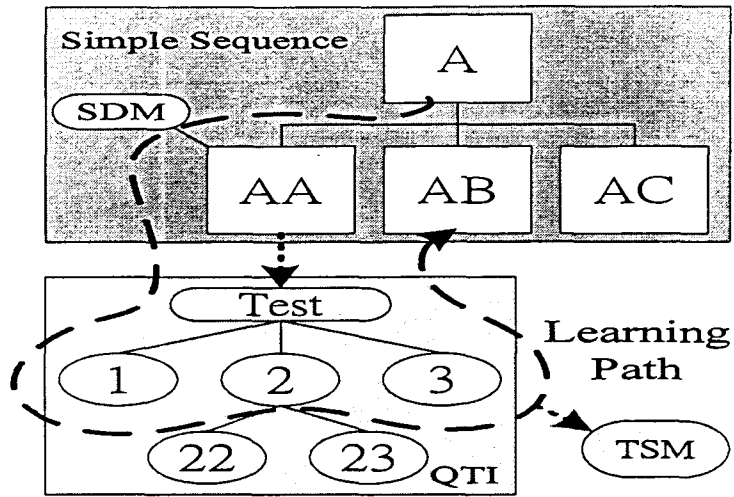 Simple Sequence
A
SDM
AA
AB
AC
Test
1
2
3
Learning
Path
22
23
QTI
TSM